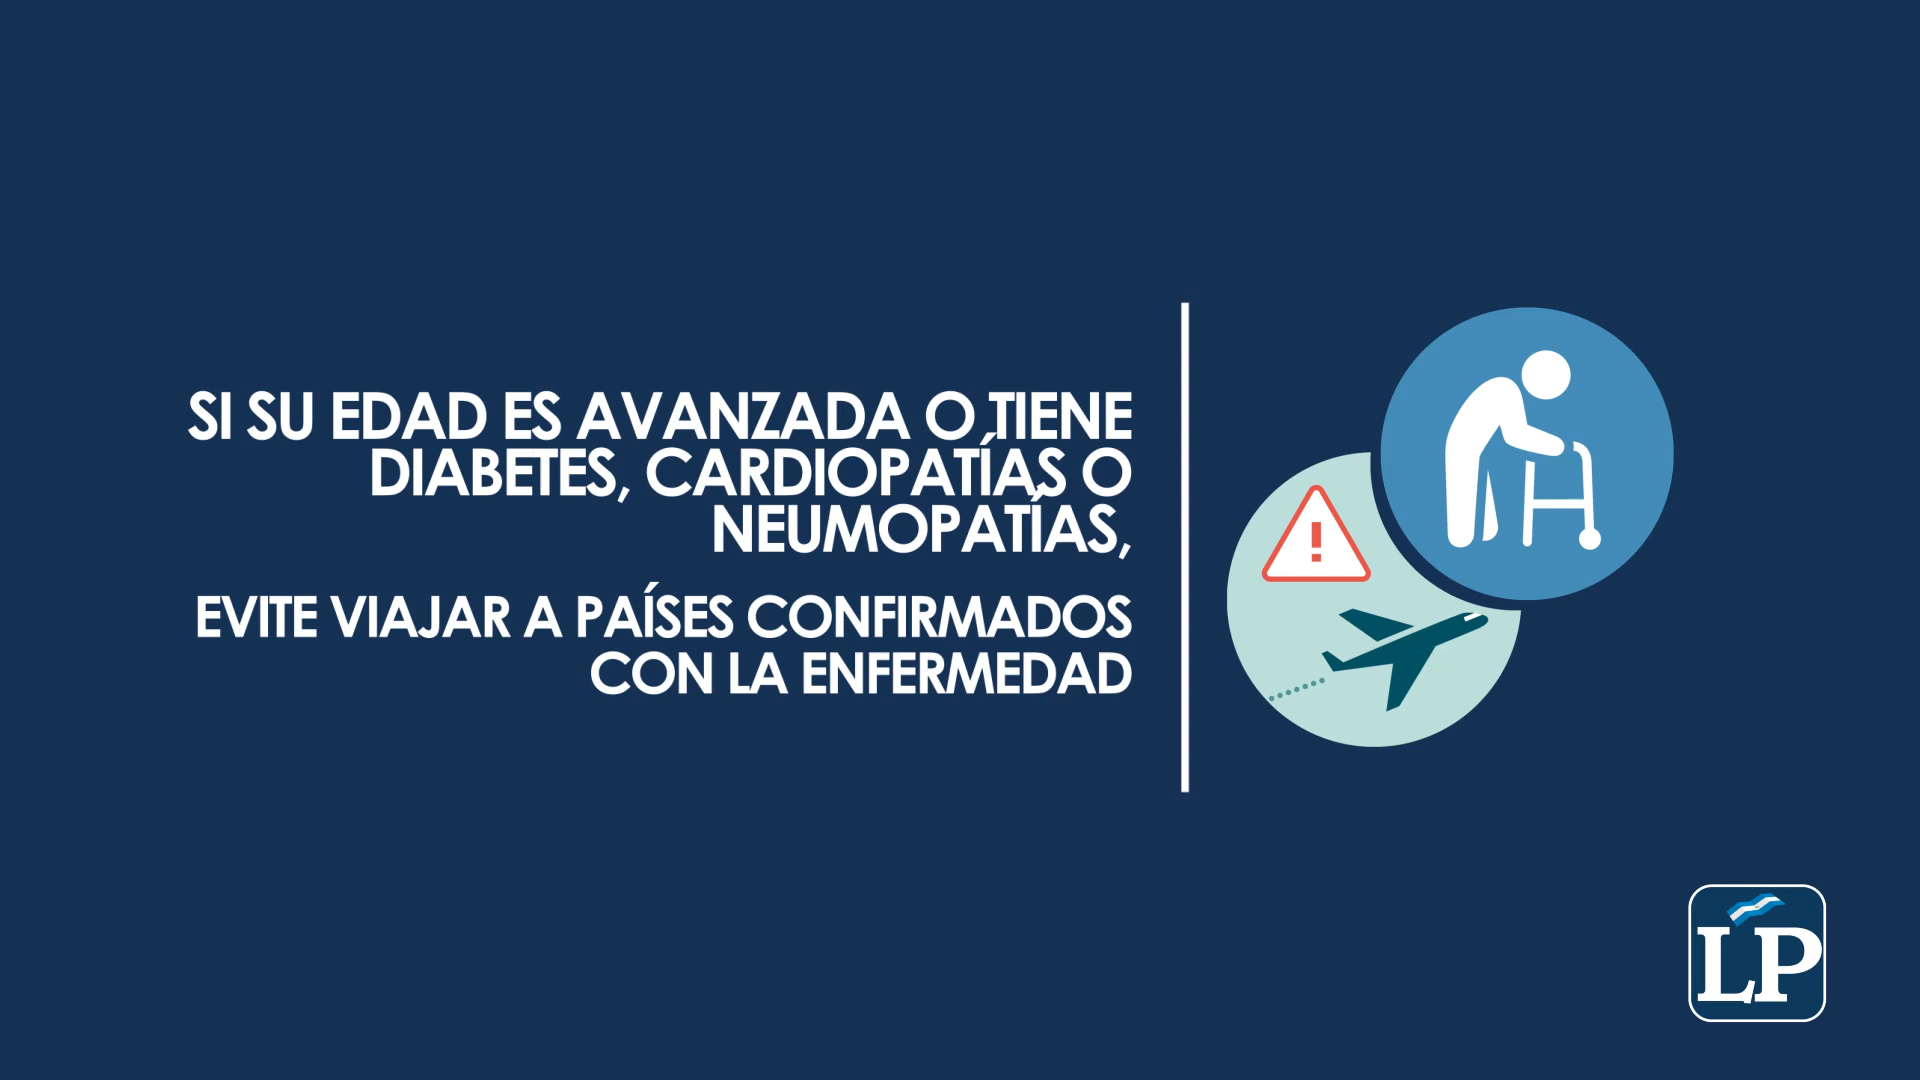 SI SU EDAD ES AVANZADA O TIENE
DIABETES, CARDIOPATÍAS O
NEUMOPATÍAS,
EVITE VIAJAR A PAÍSES CONFIRMADOS
CON LA ENFERMEDAD
!
LP